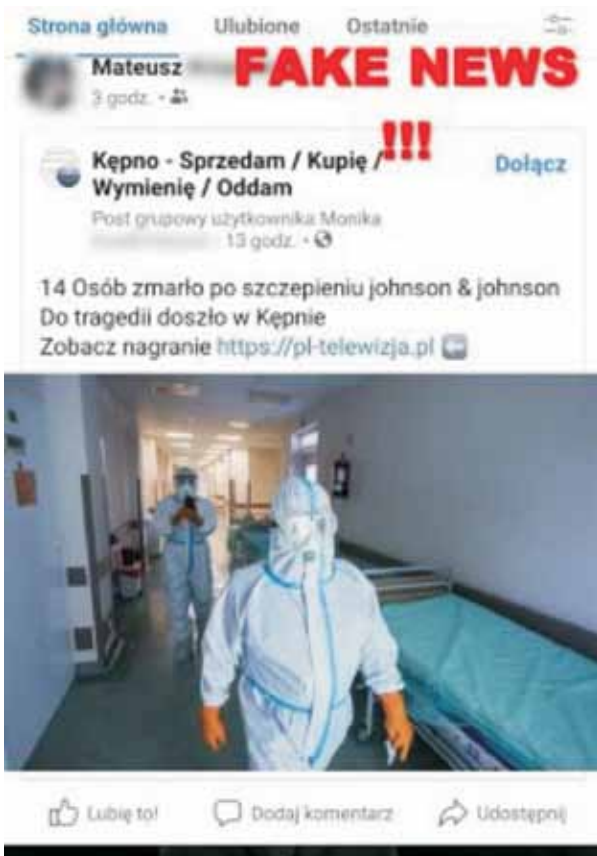 Strona główna Ulubione Ostatnie
Mateusz FAKE NEWS
3 godz.
!!!
Kępno - Sprzedam / Kupię / Dołącz
Wymienię / Oddam
Post grupowy użytkownika Monika
13 godz.
14 Osób zmarło po szczepieniu johnson & johnson
Do tragedii doszło w Kępnie
Zobacz nagranie https://pl-telewizja.pl
Lubię to! Dodaj komentarz Udostępnij